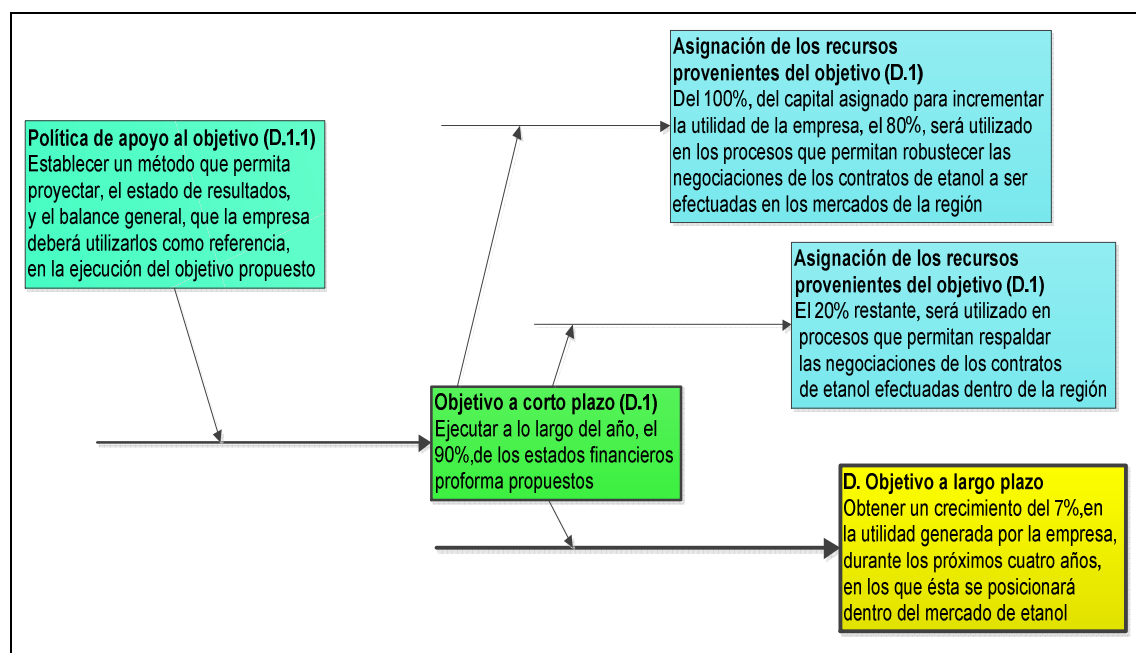 Política de apoyo al objetivo (D.1.1)
Establecer un método que permita
proyectar, el estado de resultados,
y el balance general, que la empresa
deberá utilizarlos como referencia,
en la ejecución del objetivo propuesto
Asignación de los recursos
provenientes del objetivo (D.1)
Del 100%, del capital asignado para incrementar
la utilidad de la empresa, el 80%, será utilizado
en los procesos que permitan robustecer las
negociaciones de los contratos de etanol a ser
efectuadas en los mercados de la región
Asignación de los recursos
provenientes del objetivo (D.1)
El 20% restante, será utilizado en
procesos que permitan respaldar
las negociaciones de los contratos
de etanol efectuadas dentro de la región
Objetivo a corto plazo (D.1)
Ejecutar a lo largo del año, el
90%,de los estados financieros
proforma propuestos
D. Objetivo a largo plazo
Obtener un crecimiento del 7%,en
la utilidad generada por la empresa,
durante los próximos cuatro años,
en los que ésta se posicionará
dentro del mercado de etanol